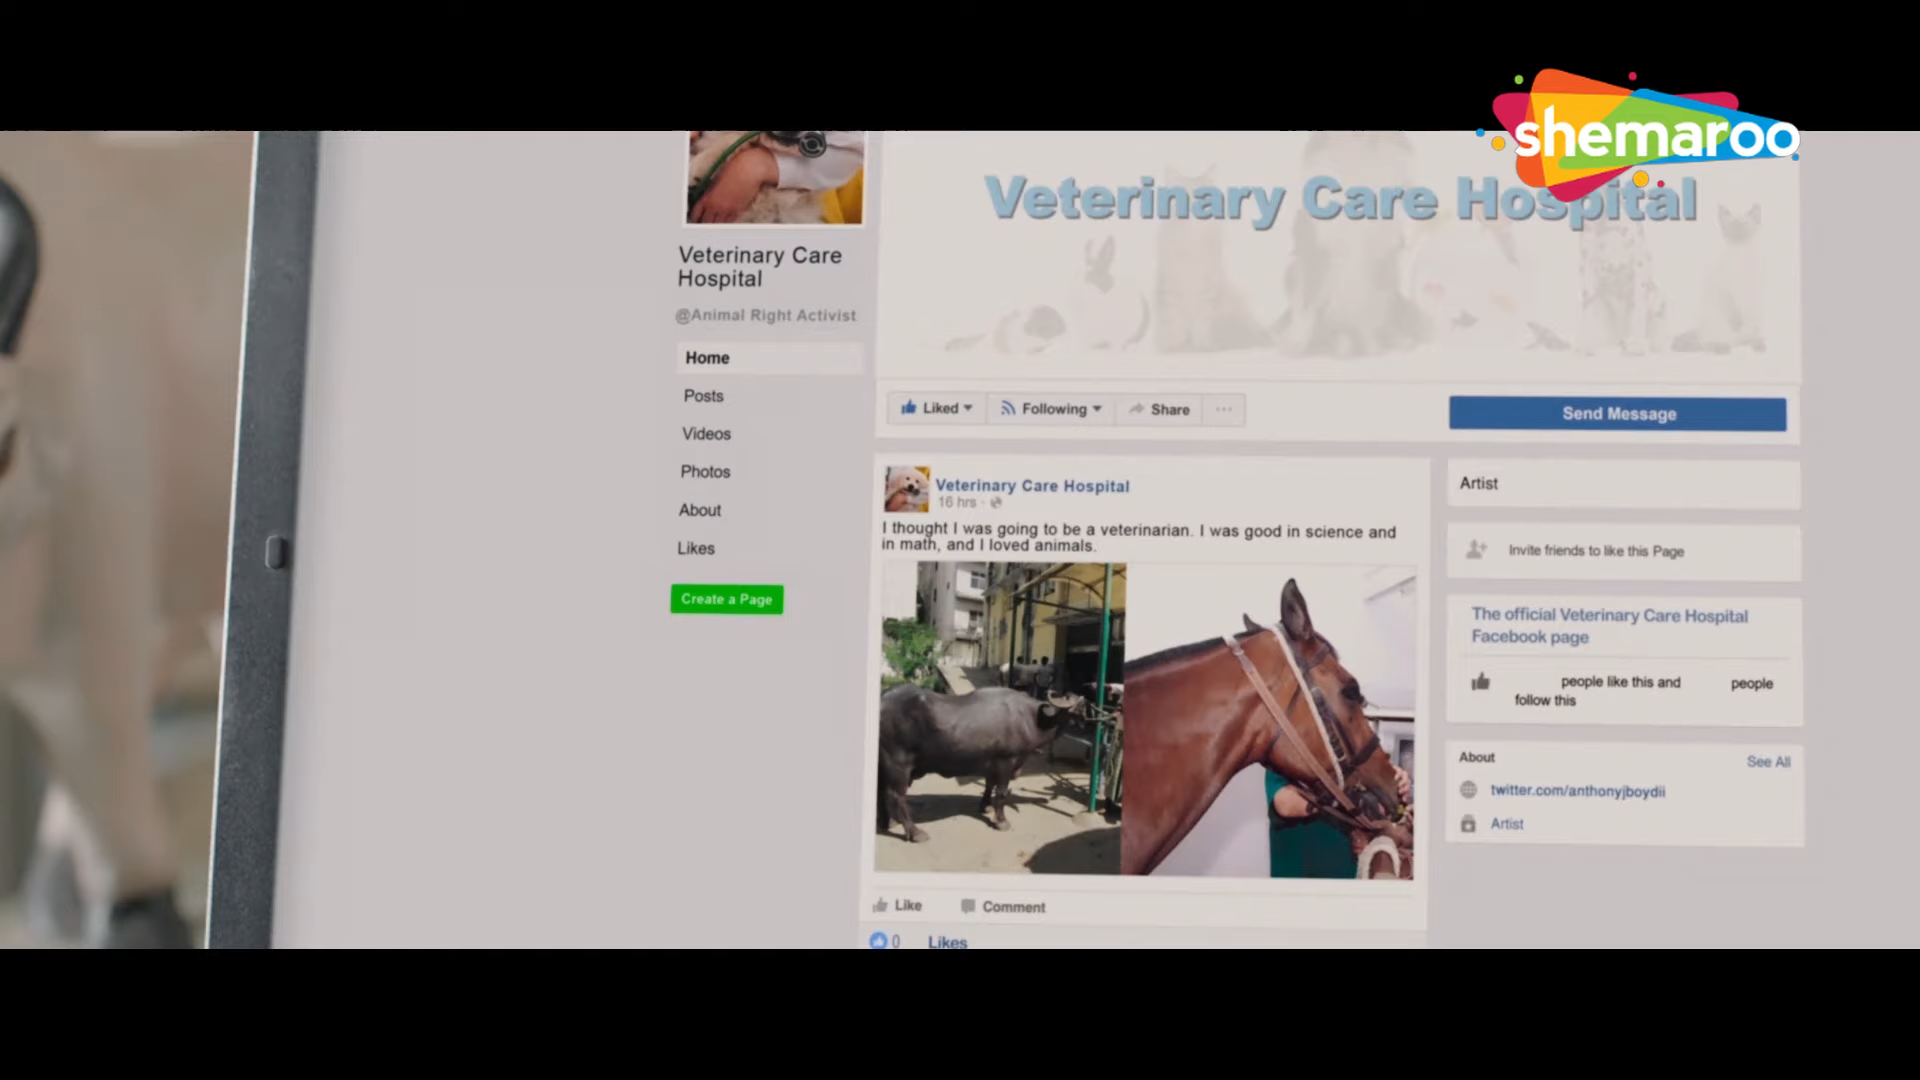 shemaroo
Veterinary Care Hospital
Veterinary Care
Hospital
@Animal Right Activist
Home
Posts
Videos
Photos
About
Likes
Create a Page
Liked
Following
Share
Send Message
Veterinary Care Hospital
16 hrs
I thought I was going to be a veterinarian. I was good in science and
in math, and I loved animals.
Like
Comment
0 Likes
Artist
Invite friends to like this Page
The official Veterinary Care Hospital
Facebook page
people like this and people
follow this
About
See All
twitter.com/anthonyjboydii
Artist